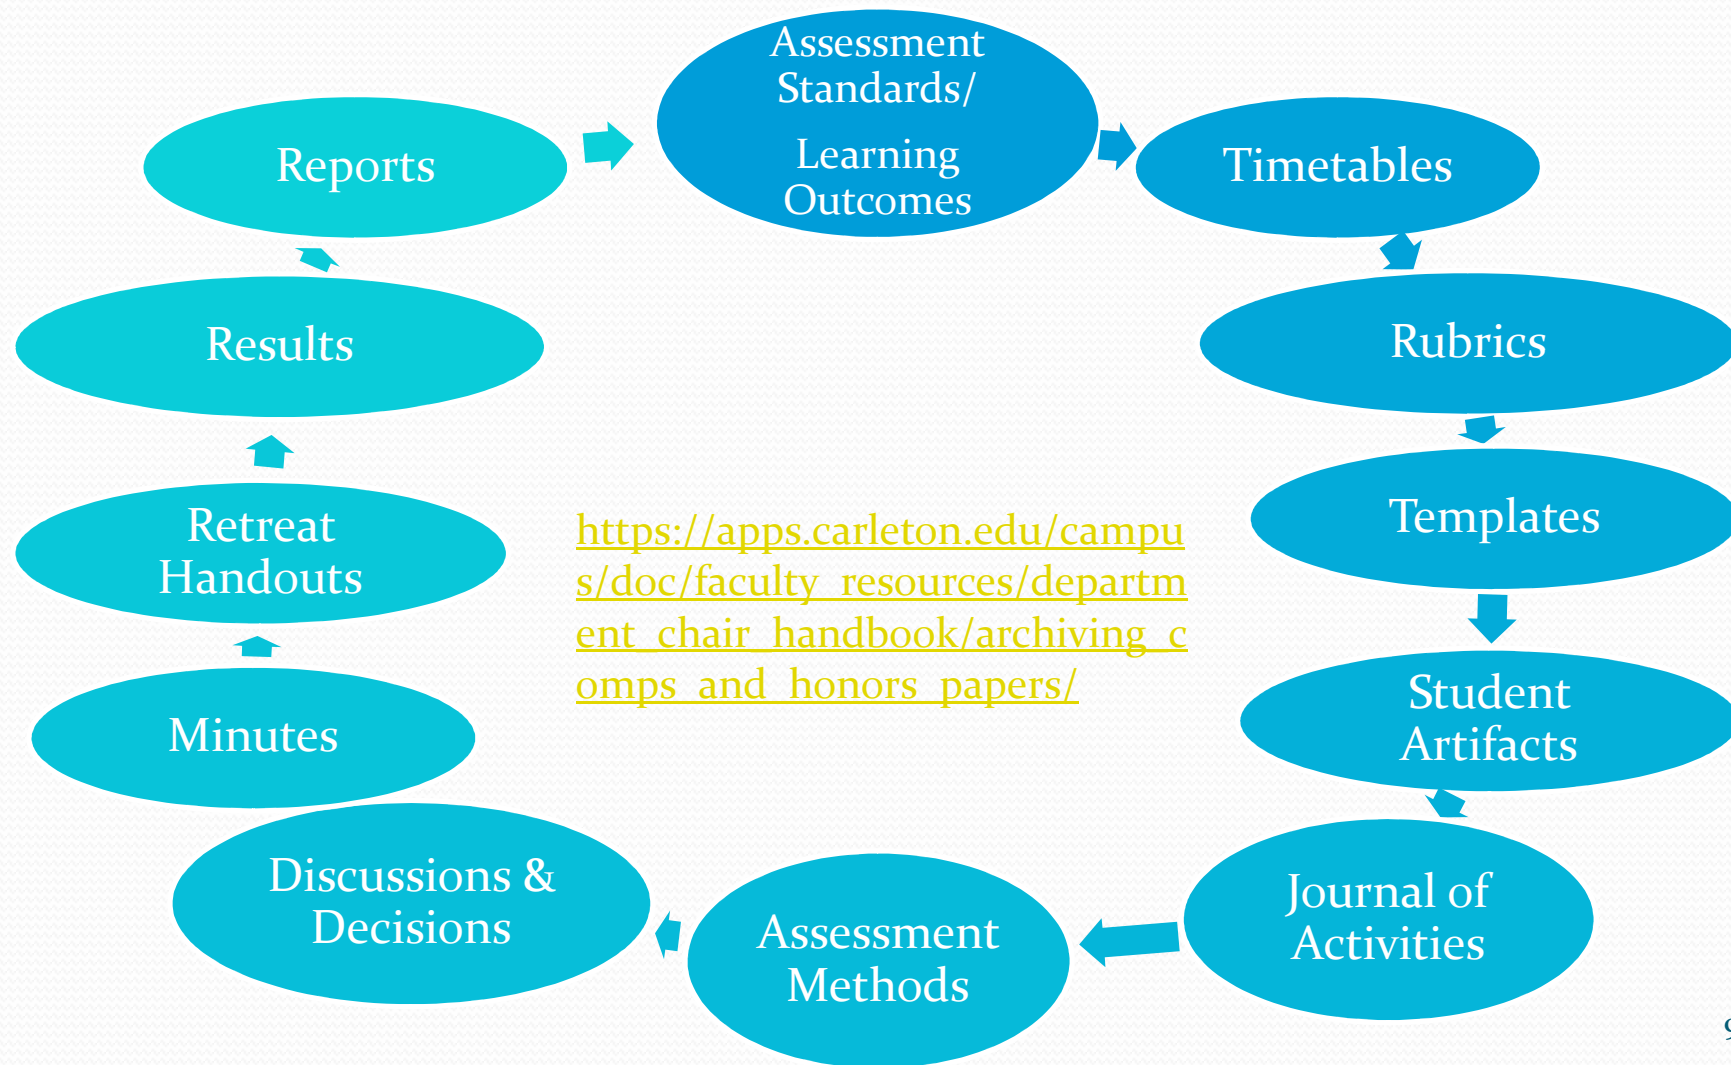 Assessment
Standards/
Learning
Outcomes
Timetables
Rubrics
Templates
Student
Artifacts
Journal of
Activities
Assessment
Methods
Discussions &
Decisions
Minutes
Retreat
Handouts
Results
Reports
https://apps.carleton.edu/campu
s/doc/faculty_resources/departm
ent_chair_handbook/archiving_c
omps_and_honors_papers/
9